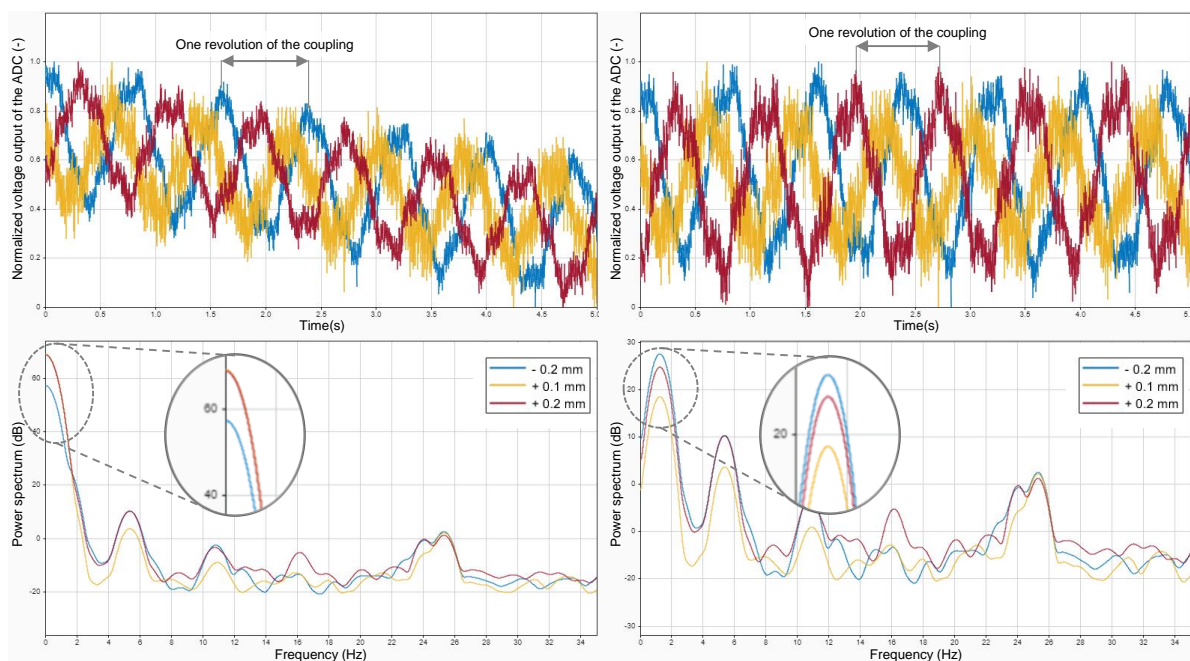 One revolution of the coupling
Normalized voltage output of the ADC (-)
1.0
0.8
0.6
0.4
0.2
0
0 0.5 1.0 1.5 2.0 2.5 3.0 3.5 4.0 4.5 5.0
Time(s)
One revolution of the coupling
Normalized voltage output of the ADC (-)
1.0
0.8
0.6
0.4
0.2
0
0 0.5 1.0 1.5 2.0 2.5 3.0 3.5 4.0 4.5 5.0
Time(s)
Power spectrum (dB)
60
40
20
0
-20
60
40
- 0.2 mm
+ 0.1 mm
+ 0.2 mm
0 2 4 6 8 10 12 14 16 18 20 22 24 26 28 30 32 34
Frequency (Hz)
Power spectrum (dB)
30
20
10
0
-10
-20
-30
20
- 0.2 mm
+ 0.1 mm
+ 0.2 mm
0 2 4 6 8 10 12 14 16 18 20 22 24 26 28 30 32 34
Frequency (Hz)